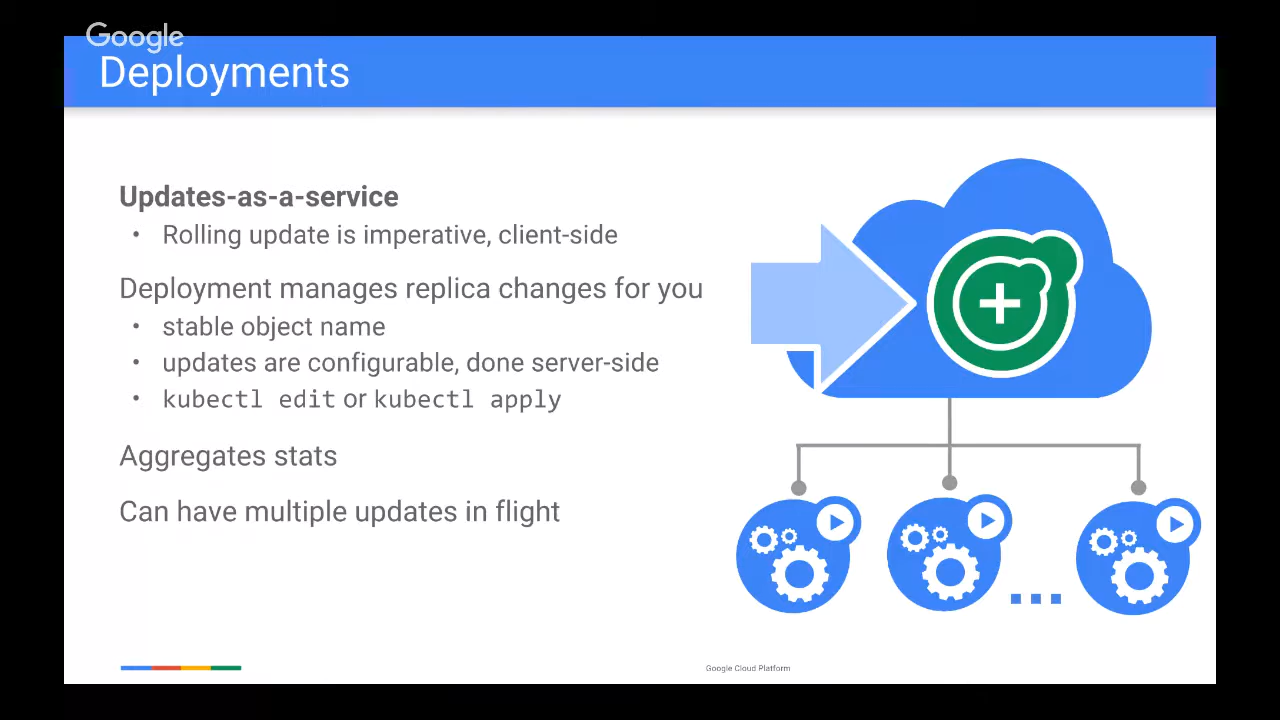 Google
Deployments
Updates-as-a-service
• Rolling update is imperative, client-side
Deployment manages replica changes for you
• stable object name
• updates are configurable, done server-side
• kubectl edit or kubectl apply
Aggregates stats
Can have multiple updates in flight
Google Cloud Platform